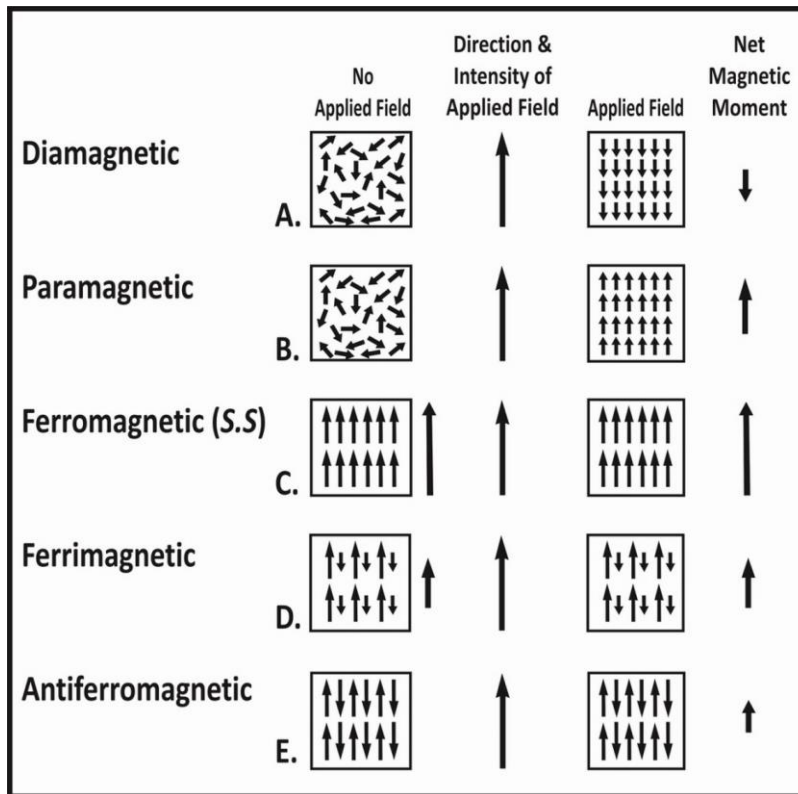 No
Applied Field
Direction &
Intensity of
Applied Field
Applied Field
Net
Magnetic
Moment
Diamagnetic
A.
Paramagnetic
B.
Ferromagnetic (S.S)
C.
Ferrimagnetic
D.
Antiferromagnetic
E.